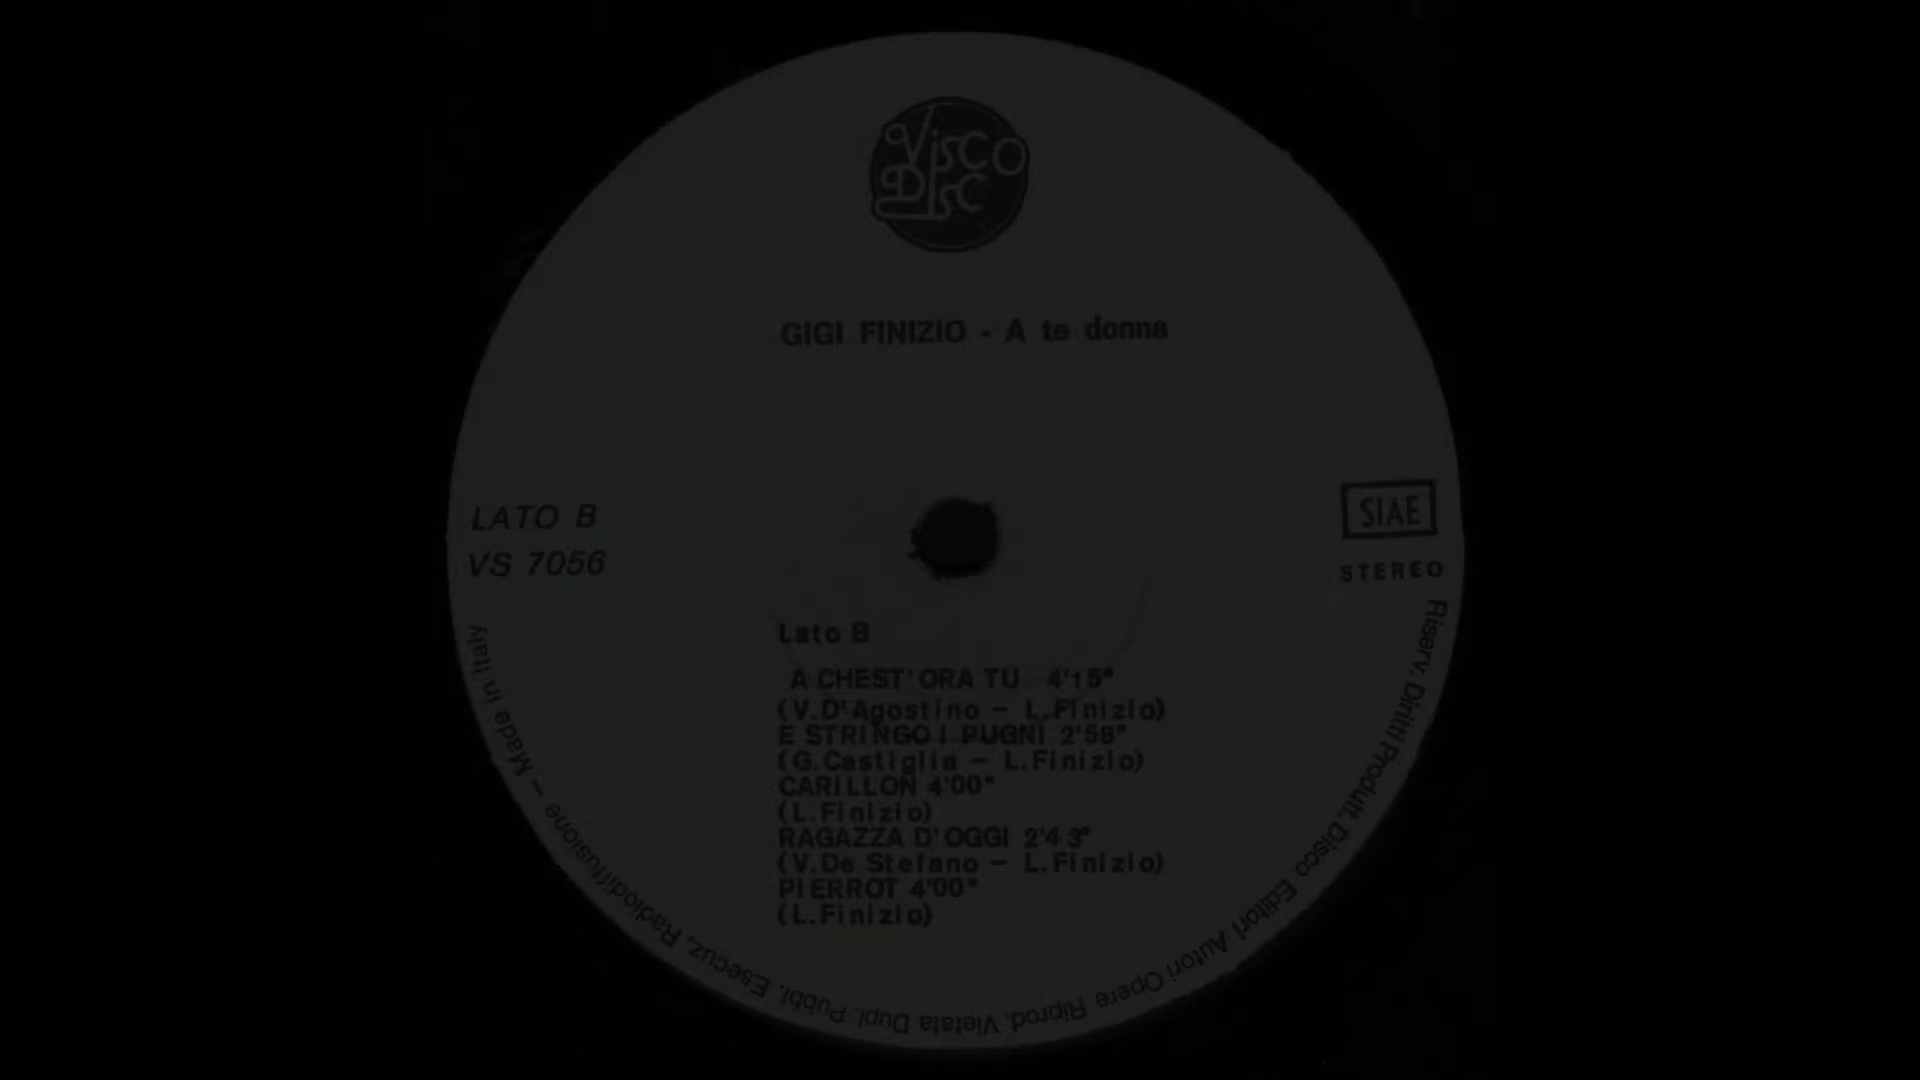 Visco
Disc
GIGI FINIZIO - A te donna
LATO B
VS 7056
SIAE
STEREO
Lato B
A CHEST'ORA TU 4'15"
(V.D'Agostino - L.Finizio)
E STRINGO I PUGNI 2'58"
(G.Castiglia - L.Finizio)
CARILLON 4'00"
(L.Finizio)
RAGAZZA D'OGGI 2'43"
(V.De Stefano - L.Finizio)
PIERROT 4'00"
(L.Finizio)
Riserv. Diritti Produtt. Disco Editori Autori Opere Riprod. Vietata Dupl. Pubbl. Esecuz. Radiodiffusione - Made in Italy